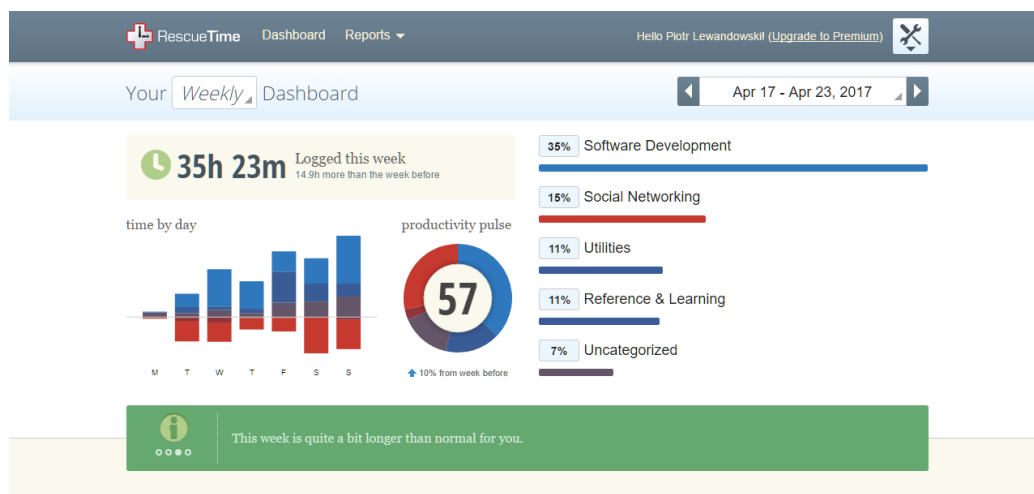 RescueTime Dashboard Reports
Hello Piotr Lewandowski! (Upgrade to Premium)
Your Weekly Dashboard
Apr 17 - Apr 23, 2017
35h 23m Logged this week
14.9h more than the week before
time by day
M T W T F S S
productivity pulse
57
10% from week before
35% Software Development
15% Social Networking
11% Utilities
11% Reference & Learning
7% Uncategorized
This week is quite a bit longer than normal for you.